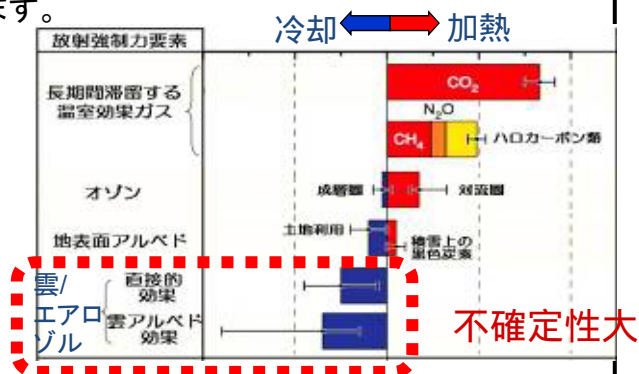 ます。
冷却 加熱
放射強制力要素
長期間滞留する
温室効果ガス
CO₂
N₂O
CH₄
ハロカーボン類
オゾン
成層圏
対流圏
地表面アルベド
土地利用
積雪上の
黒色炭素
雲/
エアロ
ゾル
直接的
効果
雲アルベド
効果
不確定性大